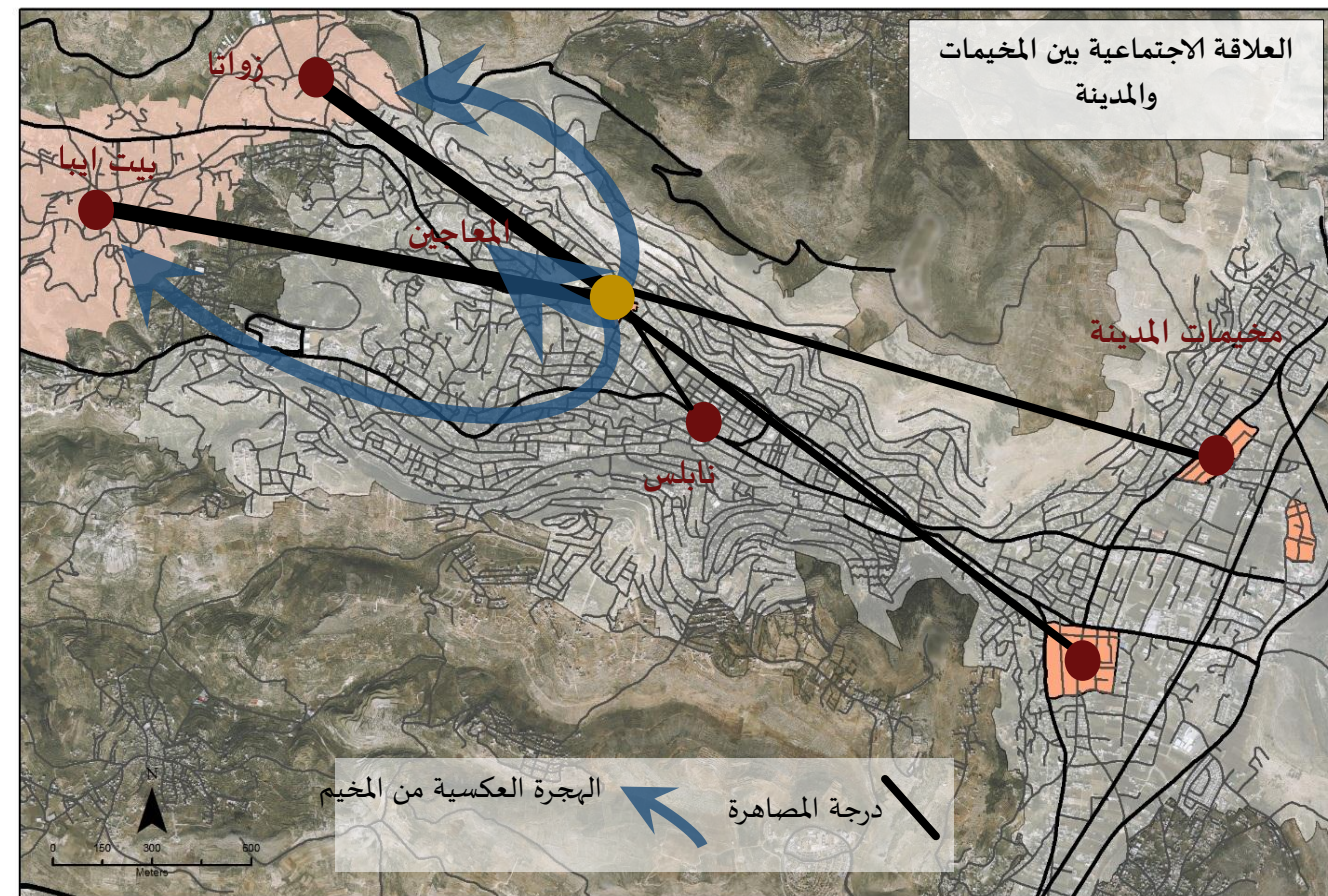 العلاقة الاجتماعية بين المخيمات
والمدينة
زواتا
بيت ايبا
المعاجين
مخيمات المدينة
نابلس
الهجرة العكسية من المخيم
درجة المصاهرة
N
0 150 300 600
Meters